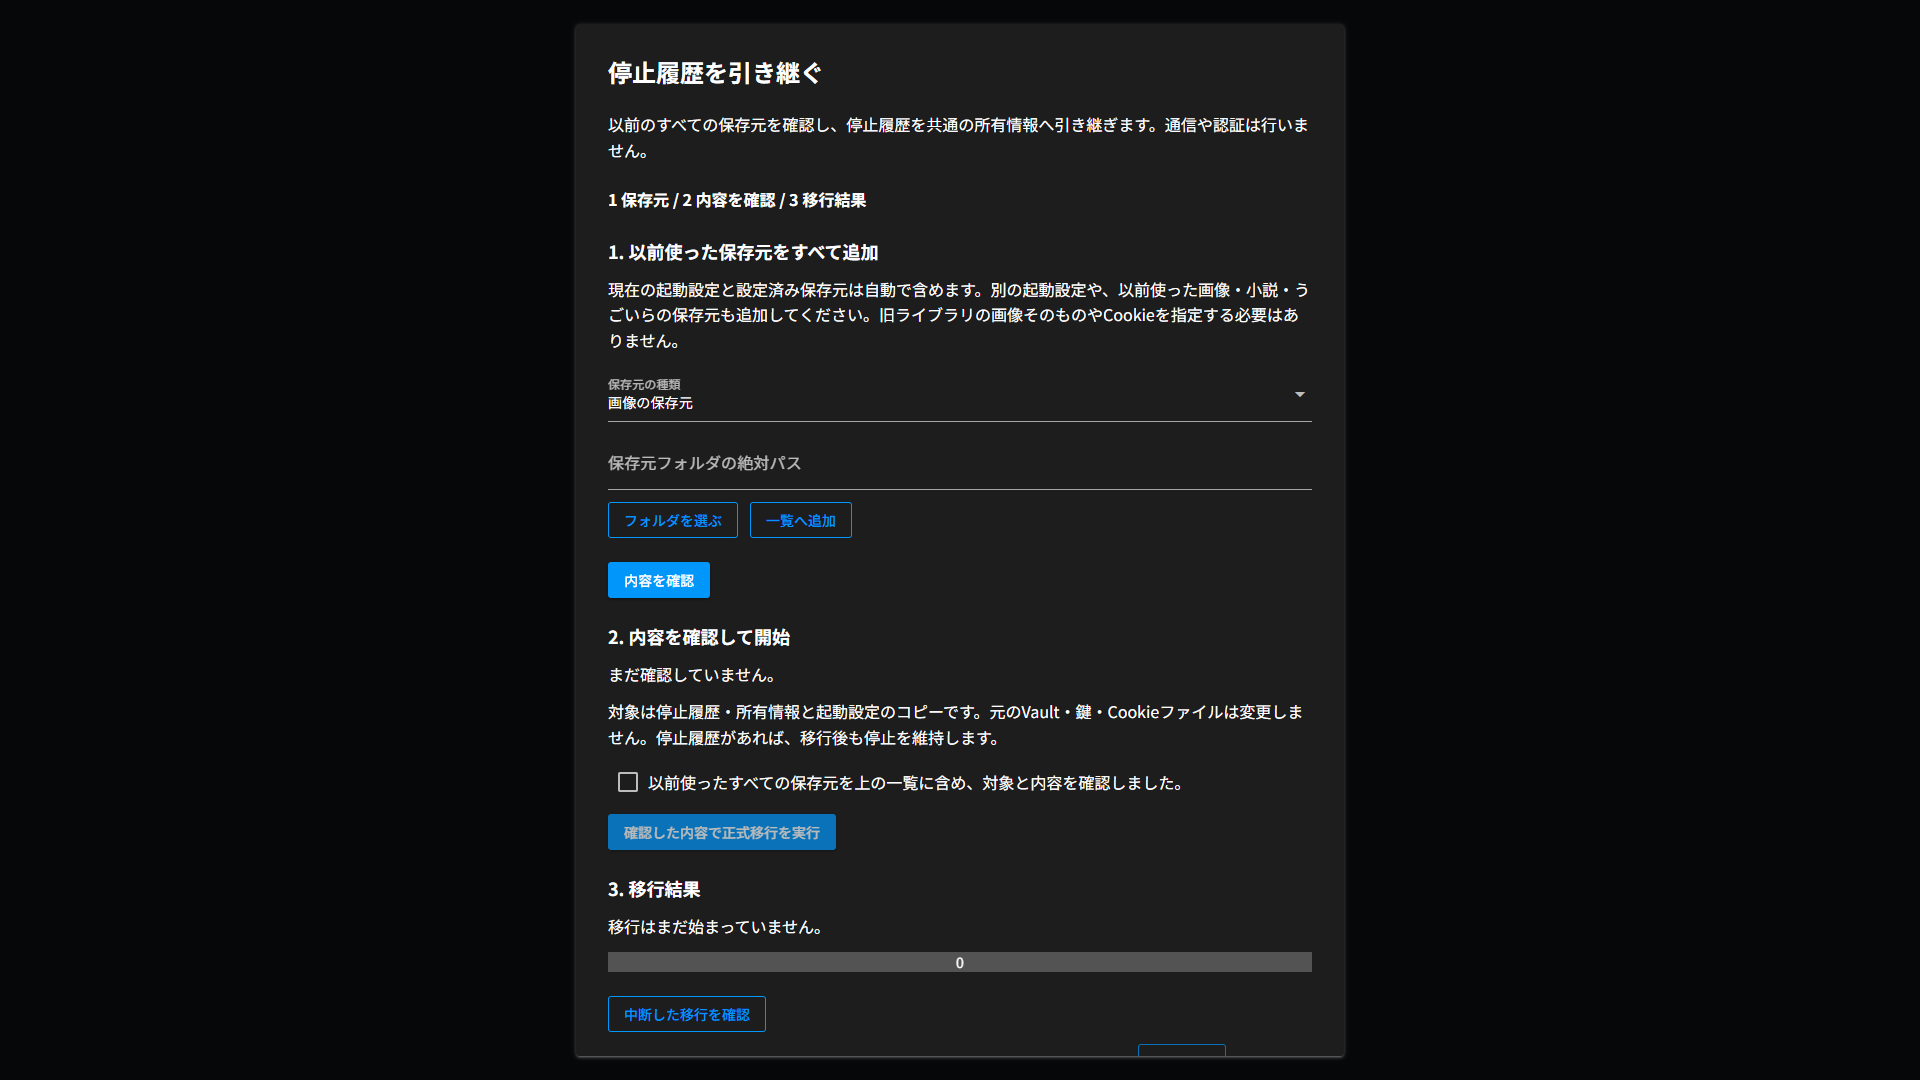 停止履歴を引き継ぐ
以前のすべての保存元を確認し、停止履歴を共通の所有情報へ引き継ぎます。通信や認証は行いま
せん。
1 保存元 / 2 内容を確認 / 3 移行結果
1. 以前使った保存元をすべて追加
現在の起動設定と設定済み保存元は自動で含めます。別の起動設定や、以前使った画像・小説・う
ごいらの保存元も追加してください。旧ライブラリの画像そのものやCookieを指定する必要はあ
りません。
保存元の種類
画像の保存元
保存元フォルダの絶対パス
フォルダを選ぶ
一覧へ追加
内容を確認
2. 内容を確認して開始
まだ確認していません。
対象は停止履歴・所有情報と起動設定のコピーです。元のVault・鍵・Cookieファイルは変更しま
せん。停止履歴があれば、移行後も停止を維持します。
以前使ったすべての保存元を上の一覧に含め、対象と内容を確認しました。
確認した内容で正式移行を実行
3. 移行結果
移行はまだ始まっていません。
0
中断した移行を確認